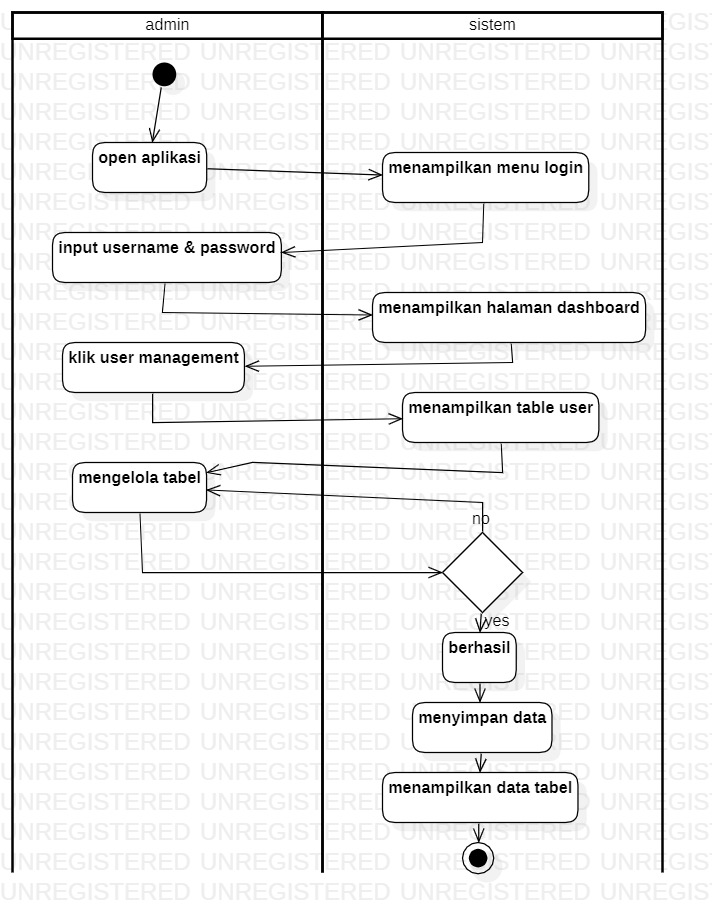 admin
sistem
open aplikasi
menampilkan menu login
input username & password
menampilkan halaman dashboard
klik user management
menampilkan table user
mengelola tabel
no
yes
berhasil
menyimpan data
menampilkan data tabel
UNREGISTERED